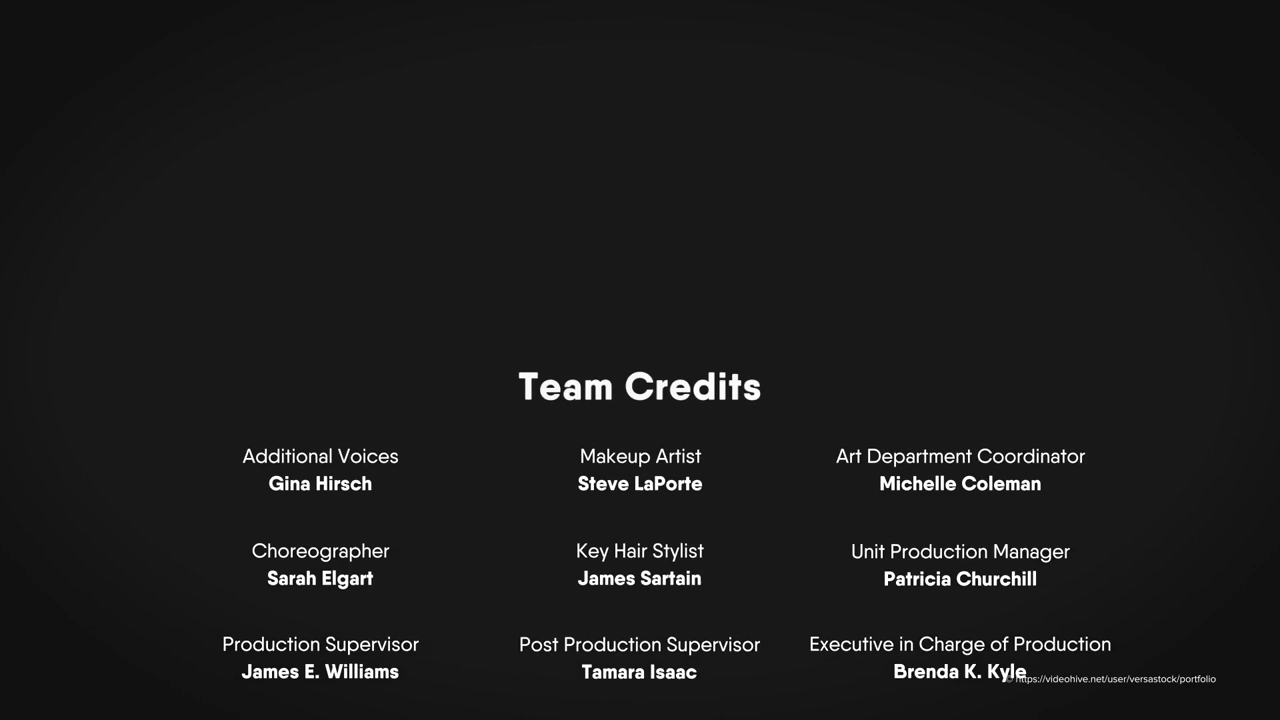 Team Credits
Additional Voices
Gina Hirsch
Makeup Artist
Steve LaPorte
Art Department Coordinator
Michelle Coleman
Choreographer
Sarah Elgart
Key Hair Stylist
James Sartain
Unit Production Manager
Patricia Churchill
Production Supervisor
James E. Williams
Post Production Supervisor
Tamara Isaac
Executive in Charge of Production
Brenda K. Kyle
© https://videohive.net/user/versastock/portfolio